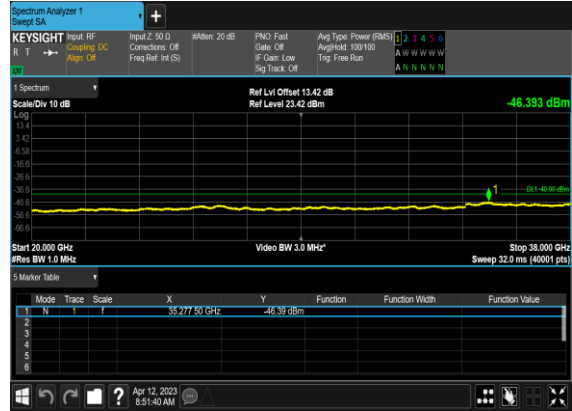 Spectrum Analyzer 1
Swept SA
+
KEYSIGHT Input: RF
R T Coupling: DC
Align: Off
Input Z: 50 Ω
Corrections: Off
Freq Ref: Int (S)
#Atten: 20 dB
PNO: Fast
Gate: Off
IF Gain: Low
Sig Track: Off
Avg Type: Power (RMS)
Avg|Hold: 100/100
Trig: Free Run
1 2 3 4 5 6
A W W W W W
A N N N N N
1 Spectrum
Scale/Div 10 dB
Ref Lvl Offset 13.42 dB
Ref Level 23.42 dBm
-46.393 dBm
Log
13.4
3.42
-6.58
-16.6
-26.6
-36.6
-46.6
-56.6
-66.6
1
DL1 -40.00 dBm
Start 20.000 GHz
#Res BW 1.0 MHz
Video BW 3.0 MHz*
Stop 38.000 GHz
Sweep 32.0 ms (40001 pts)
5 Marker Table
Mode Trace Scale X Y Function Function Width Function Value
1 N 1 f 35.277 50 GHz -46.39 dBm
2
3
4
5
6
?
Apr 12, 2023
8:51:40 AM